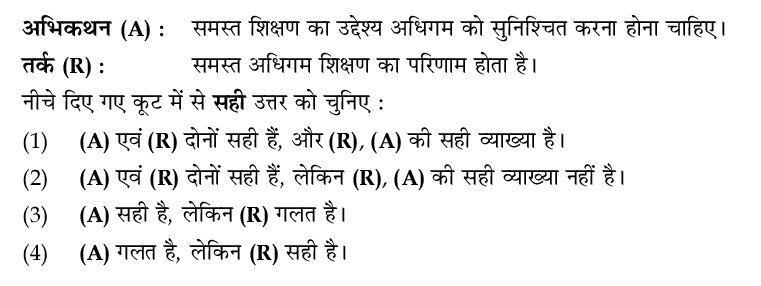 अभिकथन (A) : समस्त शिक्षण का उद्देश्य अधिगम को सुनिश्चित करना होना चाहिए।
तर्क (R) : समस्त अधिगम शिक्षण का परिणाम होता है।
नीचे दिए गए कूट में से सही उत्तर को चुनिए :
(1) (A) एवं (R) दोनों सही हैं, और (R), (A) की सही व्याख्या है।
(2) (A) एवं (R) दोनों सही हैं, लेकिन (R), (A) की सही व्याख्या नहीं है।
(3) (A) सही है, लेकिन (R) गलत है।
(4) (A) गलत है, लेकिन (R) सही है।